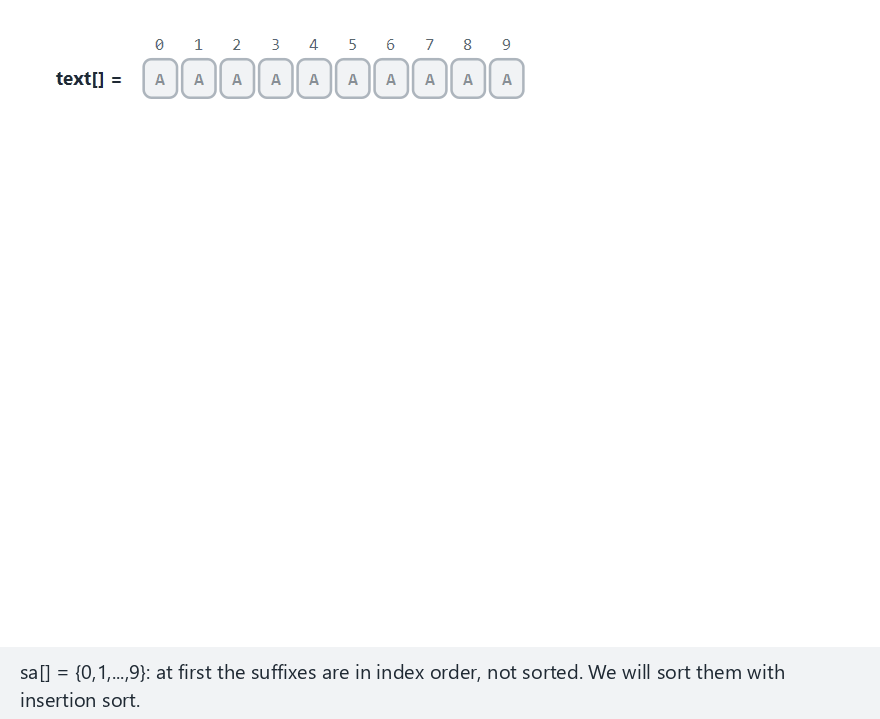 0 1 2 3 4 5 6 7 8 9
text[] = A A A A A A A A A A
sa[] = {0,1,...,9}: at first the suffixes are in index order, not sorted. We will sort them with
insertion sort.